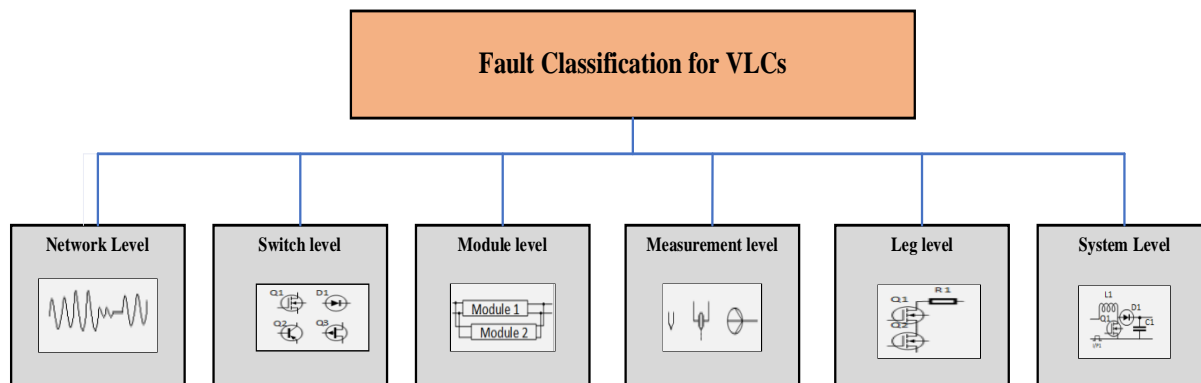 Fault Classification for VLCs
Network Level
Switch level
Module level
Measurement level
Leg level
System Level
Q1 D1
Q2 Q3
Module 1
Module 2
R1
Q1
Q2
L1
Q1 D1
C1